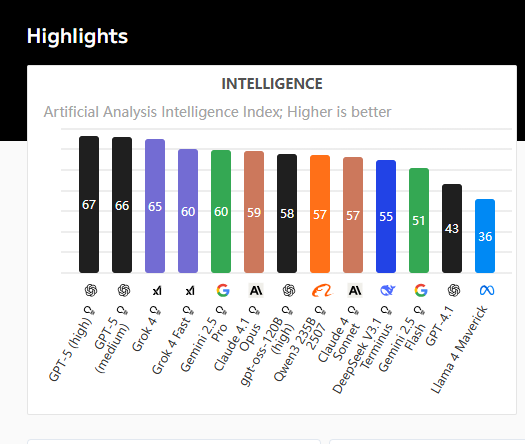 Highlights
INTELLIGENCE
Artificial Analysis Intelligence Index; Higher is better
67
66
65
60
60
59
58
57
57
55
51
43
36
GPT-5 (high)
GPT-5
(medium)
Grok 4
Grok 4 Fast
Gemini 2.5
Pro
Claude 4.1
Opus
gpt-oss-120B
(high)
Qwen3 235B
2507
Claude 4
Sonnet
DeepSeek V3.1
Terminus
Gemini 2.5
Flash
GPT-4.1
Llama 4 Maverick